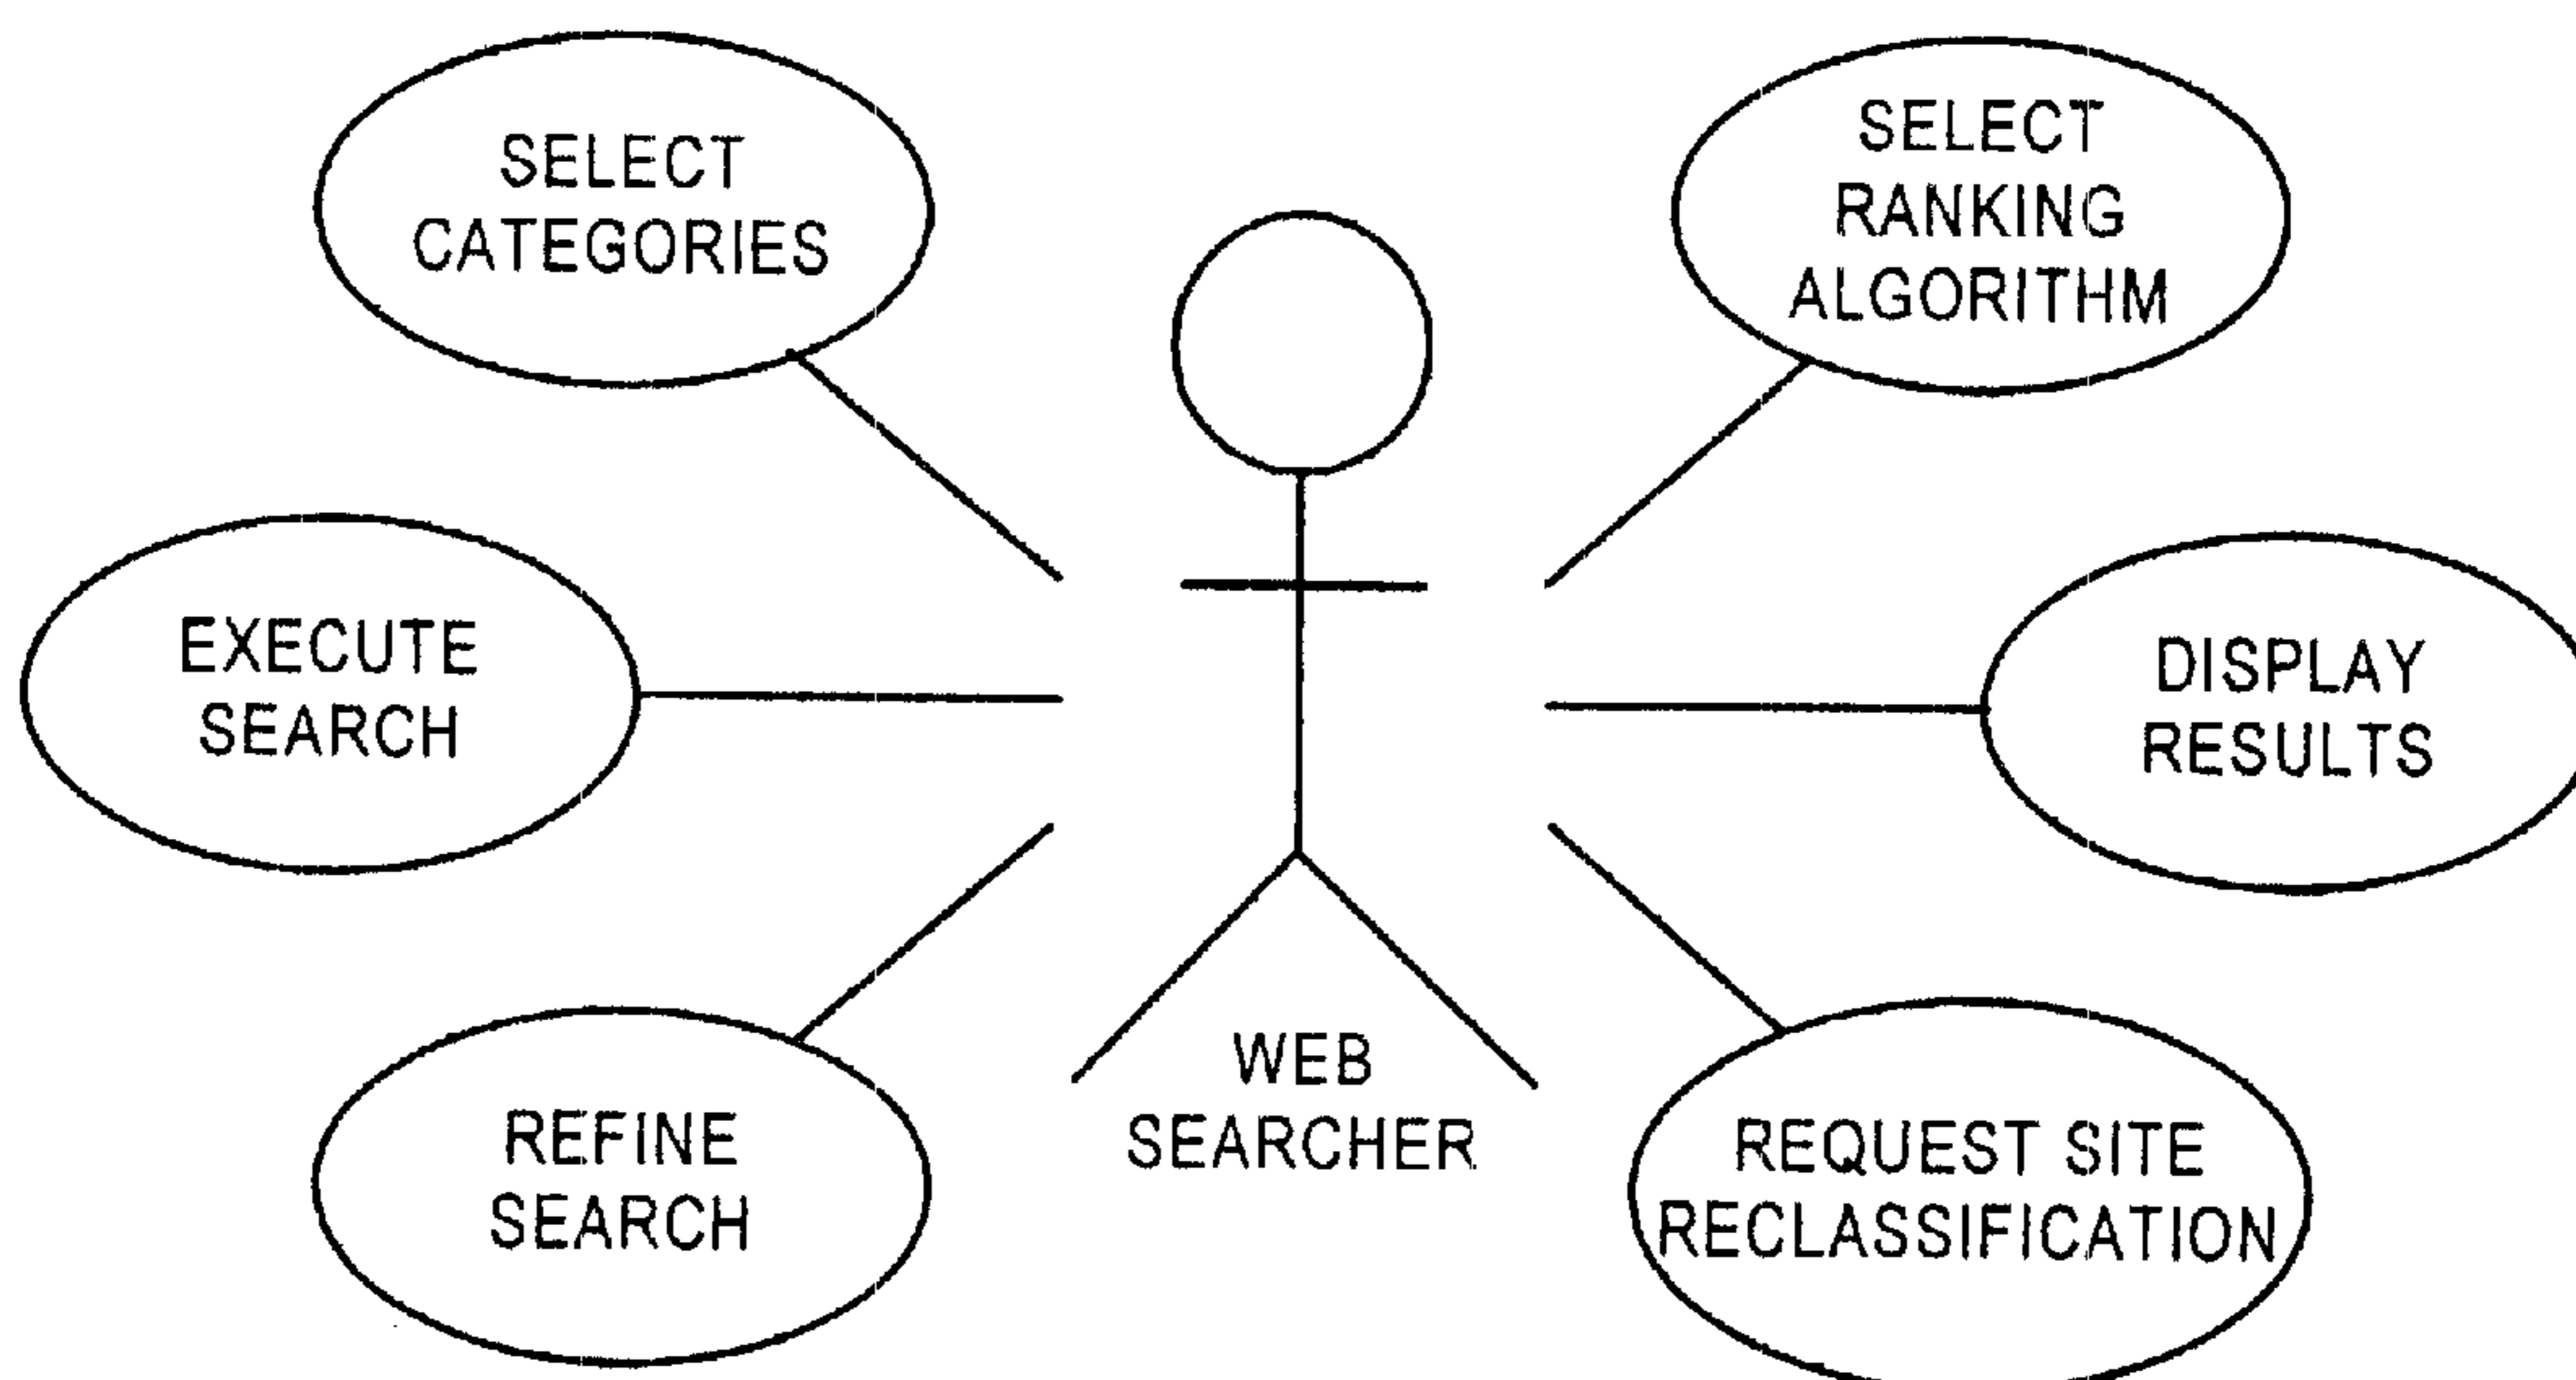 SELECT
CATEGORIES
SELECT
RANKING
ALGORITHM
EXECUTE
SEARCH
DISPLAY
RESULTS
REFINE
SEARCH
WEB
SEARCHER
REQUEST SITE
RECLASSIFICATION